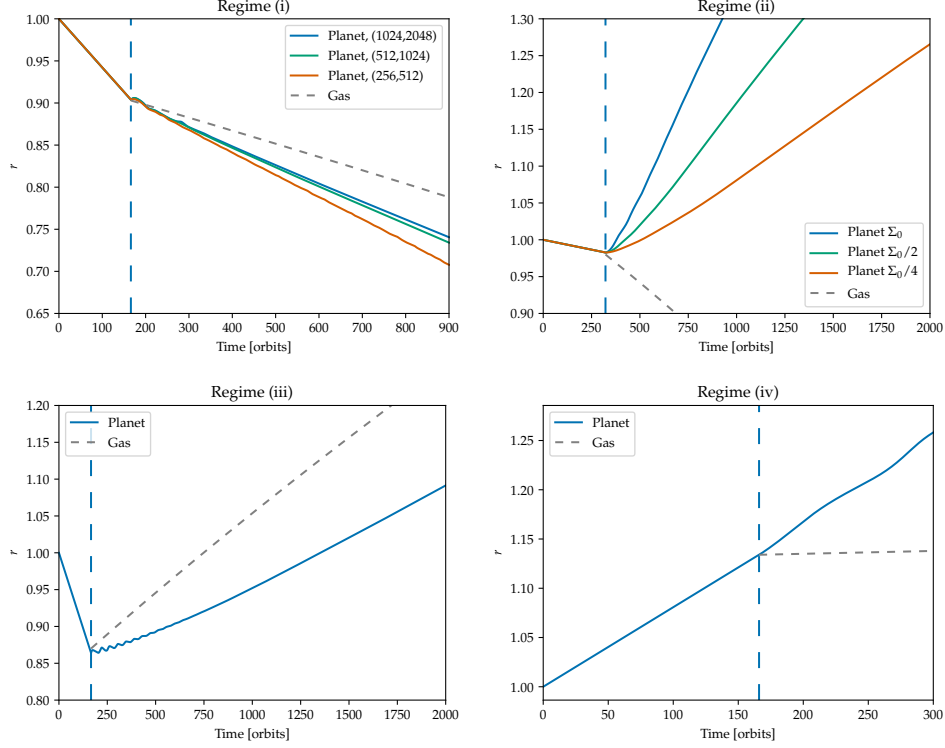 Regime (i)
1.00
0.95
0.90
0.85
0.80
0.75
0.70
0.65
r
Planet, (1024,2048)
Planet, (512,1024)
Planet, (256,512)
Gas
0 100 200 300 400 500 600 700 800 900
Time [orbits]
Regime (ii)
1.30
1.25
1.20
1.15
1.10
1.05
1.00
0.95
0.90
r
Planet Σ₀
Planet Σ₀/2
Planet Σ₀/4
Gas
0 250 500 750 1000 1250 1500 1750 2000
Time [orbits]
Regime (iii)
1.20
1.15
1.10
1.05
1.00
0.95
0.90
0.85
0.80
r
Planet
Gas
0 250 500 750 1000 1250 1500 1750 2000
Time [orbits]
Regime (iv)
1.25
1.20
1.15
1.10
1.05
1.00
r
Planet
Gas
0 50 100 150 200 250 300
Time [orbits]